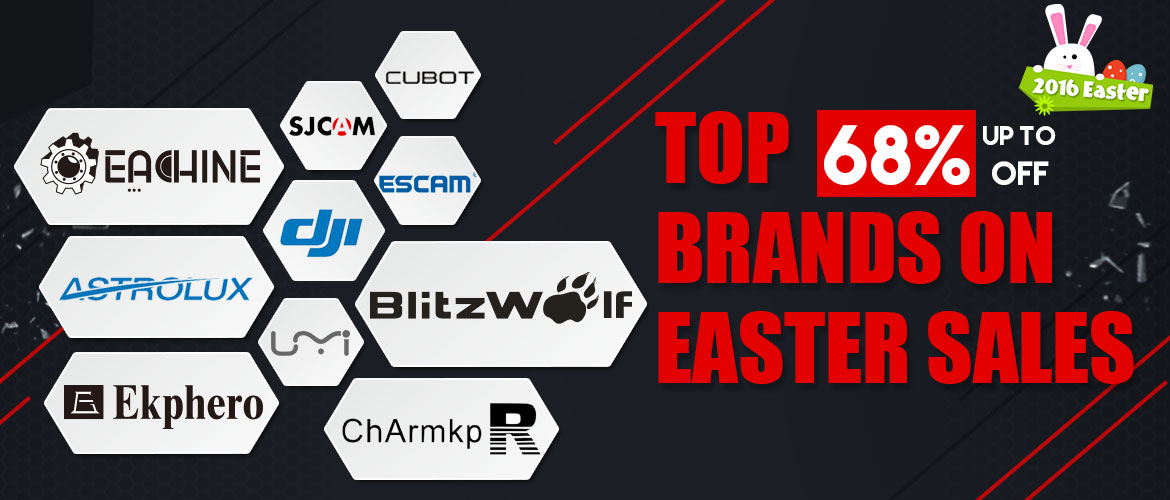 CUBOT
SJCAM
EACHINE
ESCAM
dji
ASTROLUX
BlitzWolf
UMi
Ekphero
ChArmkpR
2016 Easter
TOP 68% UP TO OFF
BRANDS ON
EASTER SALES